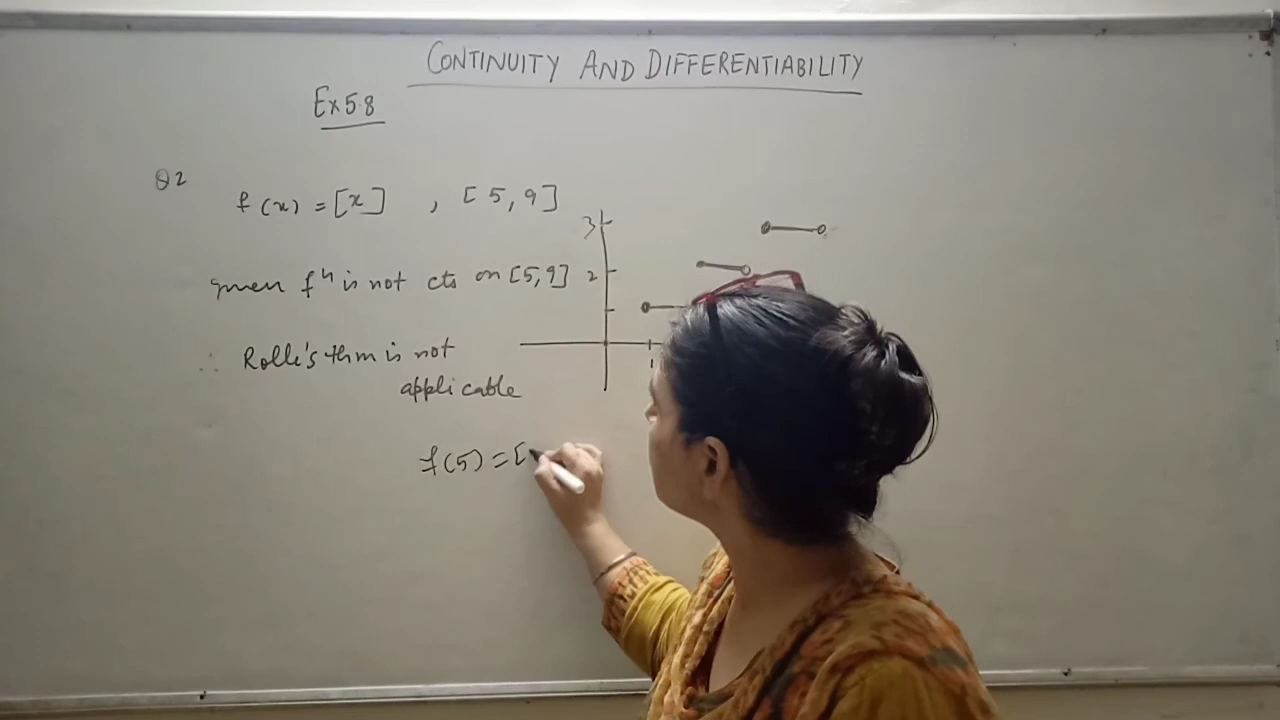 CONTINUITY AND DIFFERENTIABILITY
Ex 5.8
Q2
f(x) = [x] , [5, 9]
given fⁿ is not cts on [5, 9]
∴ Rolle's thm is not
applicable
f(5) = [
3
2
1